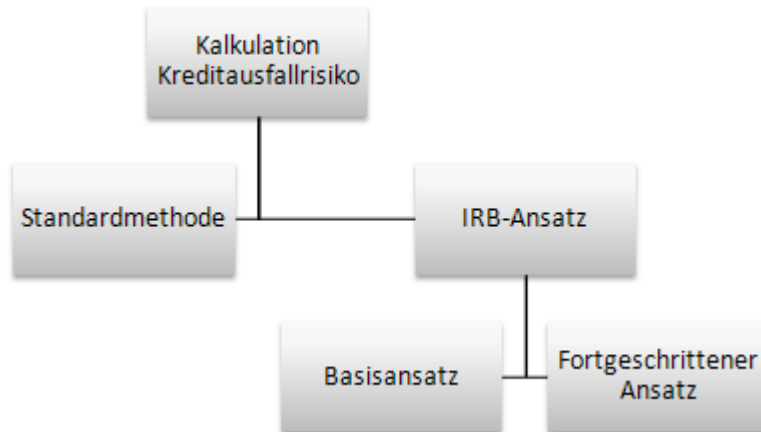 Kalkulation
Kreditausfallrisiko
Standardmethode
IRB-Ansatz
Basisansatz
Fortgeschrittener
Ansatz